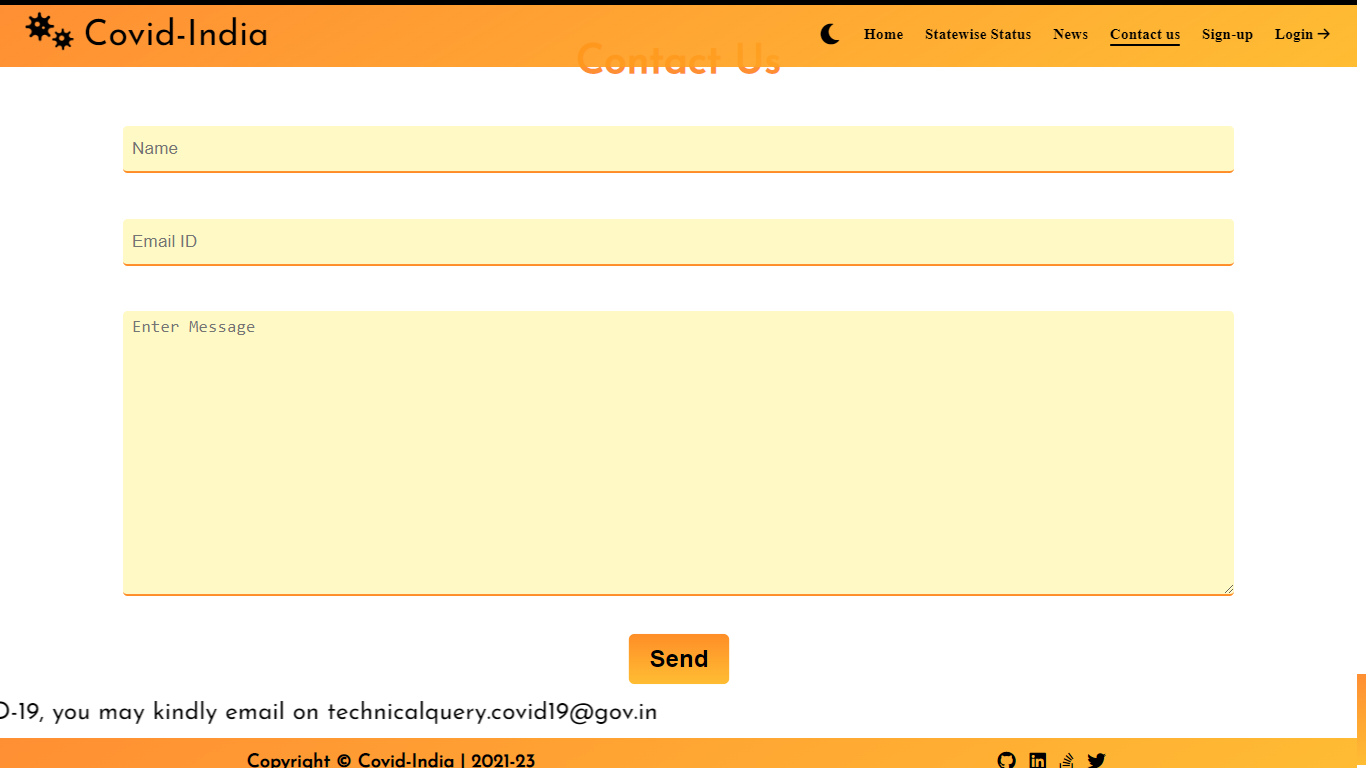 Covid-India
Home Statewise Status News Contact us Sign-up Login
Contact Us
Name
Email ID
Enter Message
Send
D-19, you may kindly email on technicalquery.covid19@gov.in
Copyright © Covid-India | 2021-23